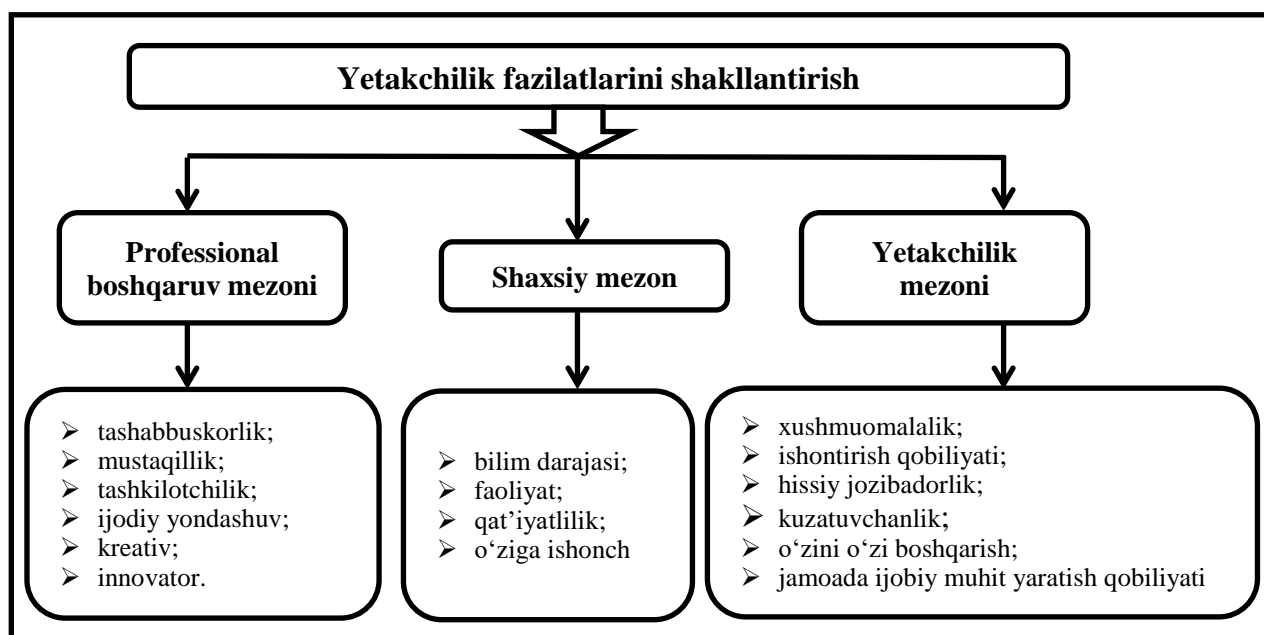 Yetakchilik fazilatlarini shakllantirish
Professional
boshqaruv mezoni
Shaxsiy mezon
Yetakchilik
mezoni
➢ tashabbuskorlik;
➢ mustaqillik;
➢ tashkilotchilik;
➢ ijodiy yondashuv;
➢ kreativ;
➢ innovator.
➢ bilim darajasi;
➢ faoliyat;
➢ qat’iyatlilik;
➢ o‘ziga ishonch
➢ xushmuomalalik;
➢ ishontirish qobiliyati;
➢ hissiy jozibadorlik;
➢ kuzatuvchanlik;
➢ o‘zini o‘zi boshqarish;
➢ jamoada ijobiy muhit yaratish qobiliyati